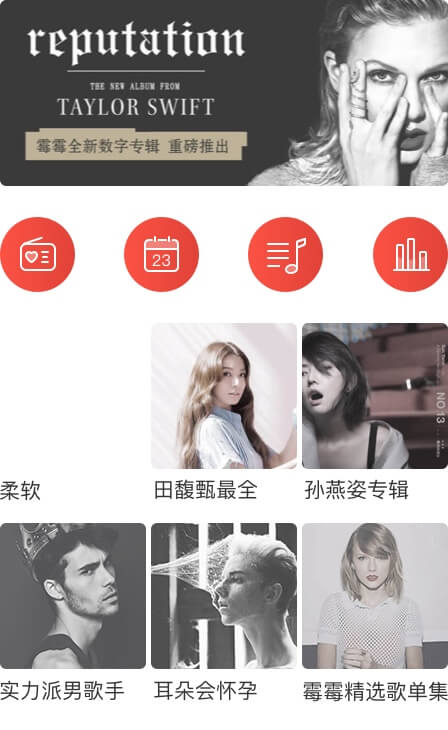 reputation
THE NEW ALBUM FROM
TAYLOR SWIFT
霉霉全新数字专辑 重磅推出
23
NO13
柔软
田馥甄最全
孙燕姿专辑
实力派男歌手
耳朵会怀孕
霉霉精选歌单集